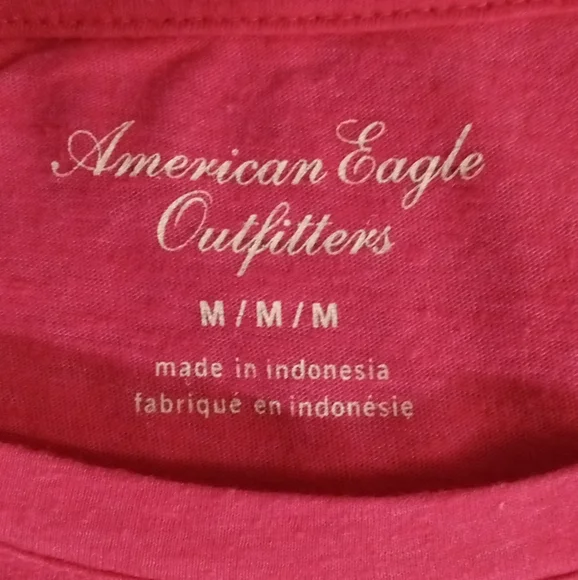 American Eagle
Outfitters
M/M/M
made in indonesia
fabriqué en indonésie